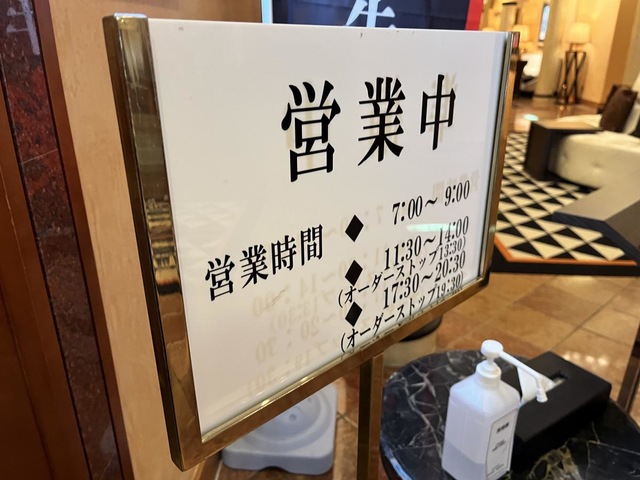 営業中
営業時間
◆ 7:00～ 9:00
◆ 11:30～14:00
(オーダーストップ13:30)
◆ 17:30～20:30
(オーダーストップ19:30)